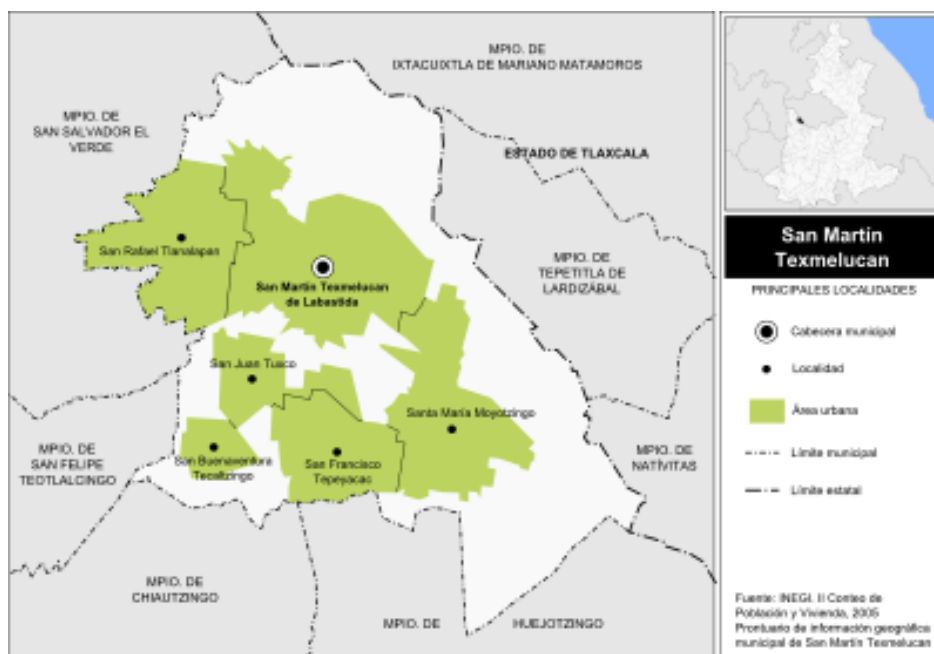 MPIO. DE
IXTACUIXTLA DE MARIANO MATAMOROS
MPIO. DE
SAN SALVADOR EL
VERDE
ESTADO DE TLAXCALA
San Rafael Tlanalapan
San Martín Texmelucan
de Labastida
MPIO. DE
TEPETITLA DE
LARDIZÁBAL
San Juan Tuxco
Santa María Moyotzingo
MPIO. DE
SAN FELIPE
TEOTLALCINGO
San Buenaventura
Tecaltzingo
San Francisco
Tepeyacac
MPIO. DE
NATÍVITAS
MPIO. DE
CHIAUTZINGO
MPIO. DE
HUEJOTZINGO
San Martín
Texmelucan
PRINCIPALES LOCALIDADES
Cabecera municipal
Localidad
Área urbana
Límite municipal
Límite estatal
Fuente: INEGI. II Conteo de
Población y Vivienda, 2005
Prontuario de información geográfica
municipal de San Martín Texmelucan